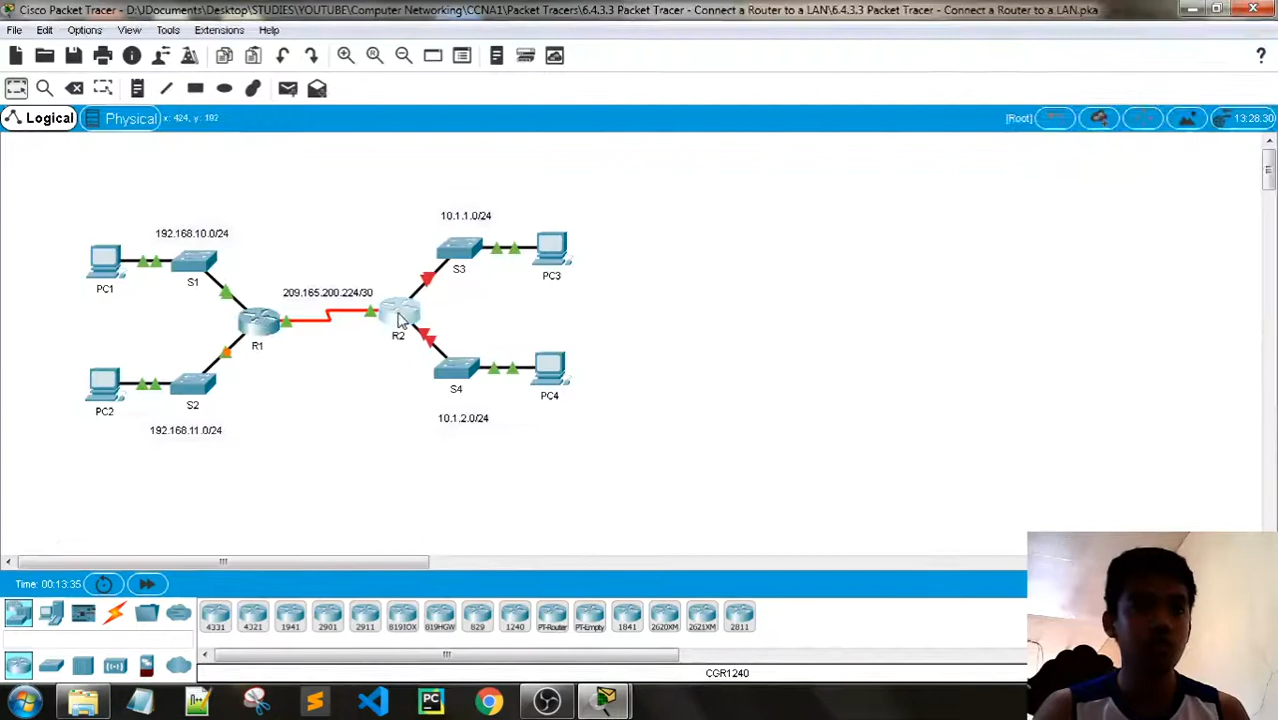 Cisco Packet Tracer - D:\JDocuments\Desktop\STUDIES\YOUTUBE\Computer Networking\CCNA1\Packet Tracers\6.4.3.3 Packet Tracer - Connect a Router to a LAN\6.4.3.3 Packet Tracer - Connect a Router to a LAN.pka
File Edit Options View Tools Extensions Help
Logical Physical x: 424, y: 192 [Root] 13:28.30
10.1.1.0/24
192.168.10.0/24
PC1
S1
S3
PC3
209.165.200.224/30
R1
R2
PC2
S2
S4
PC4
192.168.11.0/24
10.1.2.0/24
Time: 00:13:35
4331 4321 1941 2901 2911 819IOX 819HGW 829 1240 PT-Router PT-Empty 1841 2620XM 2621XM 2811
CGR1240